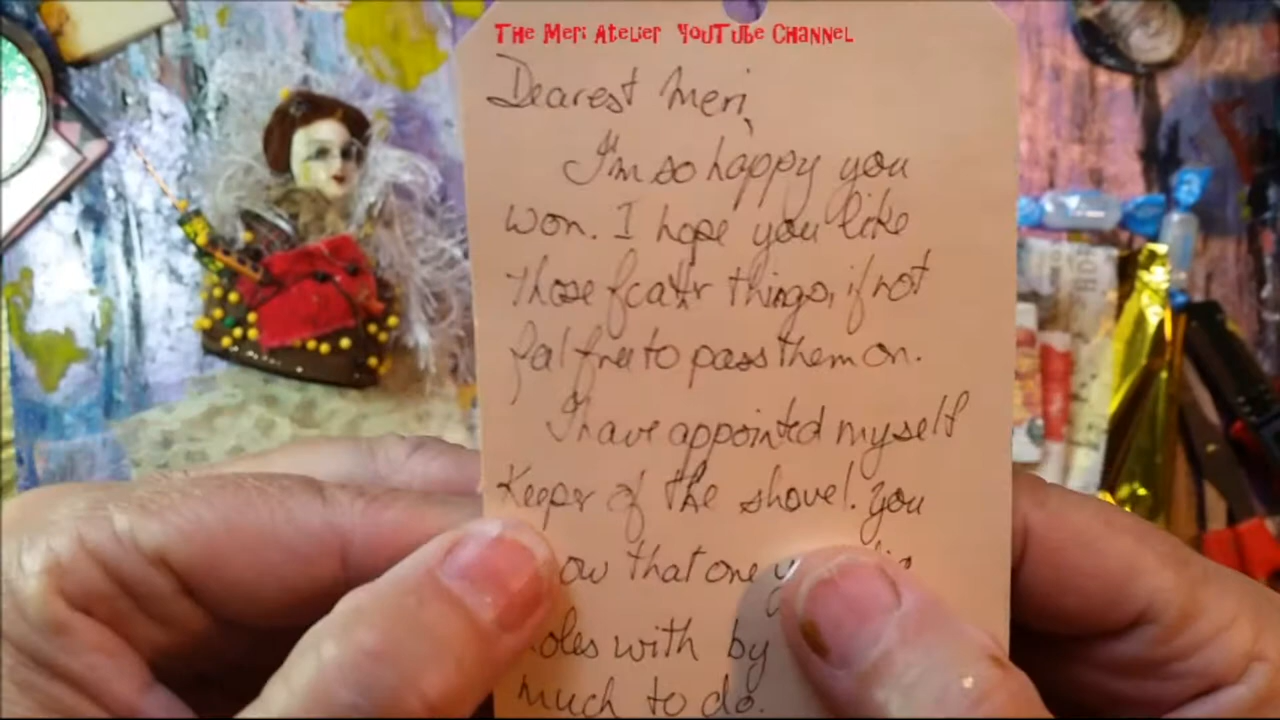 The Meri Atelier YouTube Channel
Dearest Meri,
I'm so happy you
won. I hope you like
those things, if not
feel free to pass them on.
I have appointed myself
Keeper of the shovel. You
that one
with by
much to do.